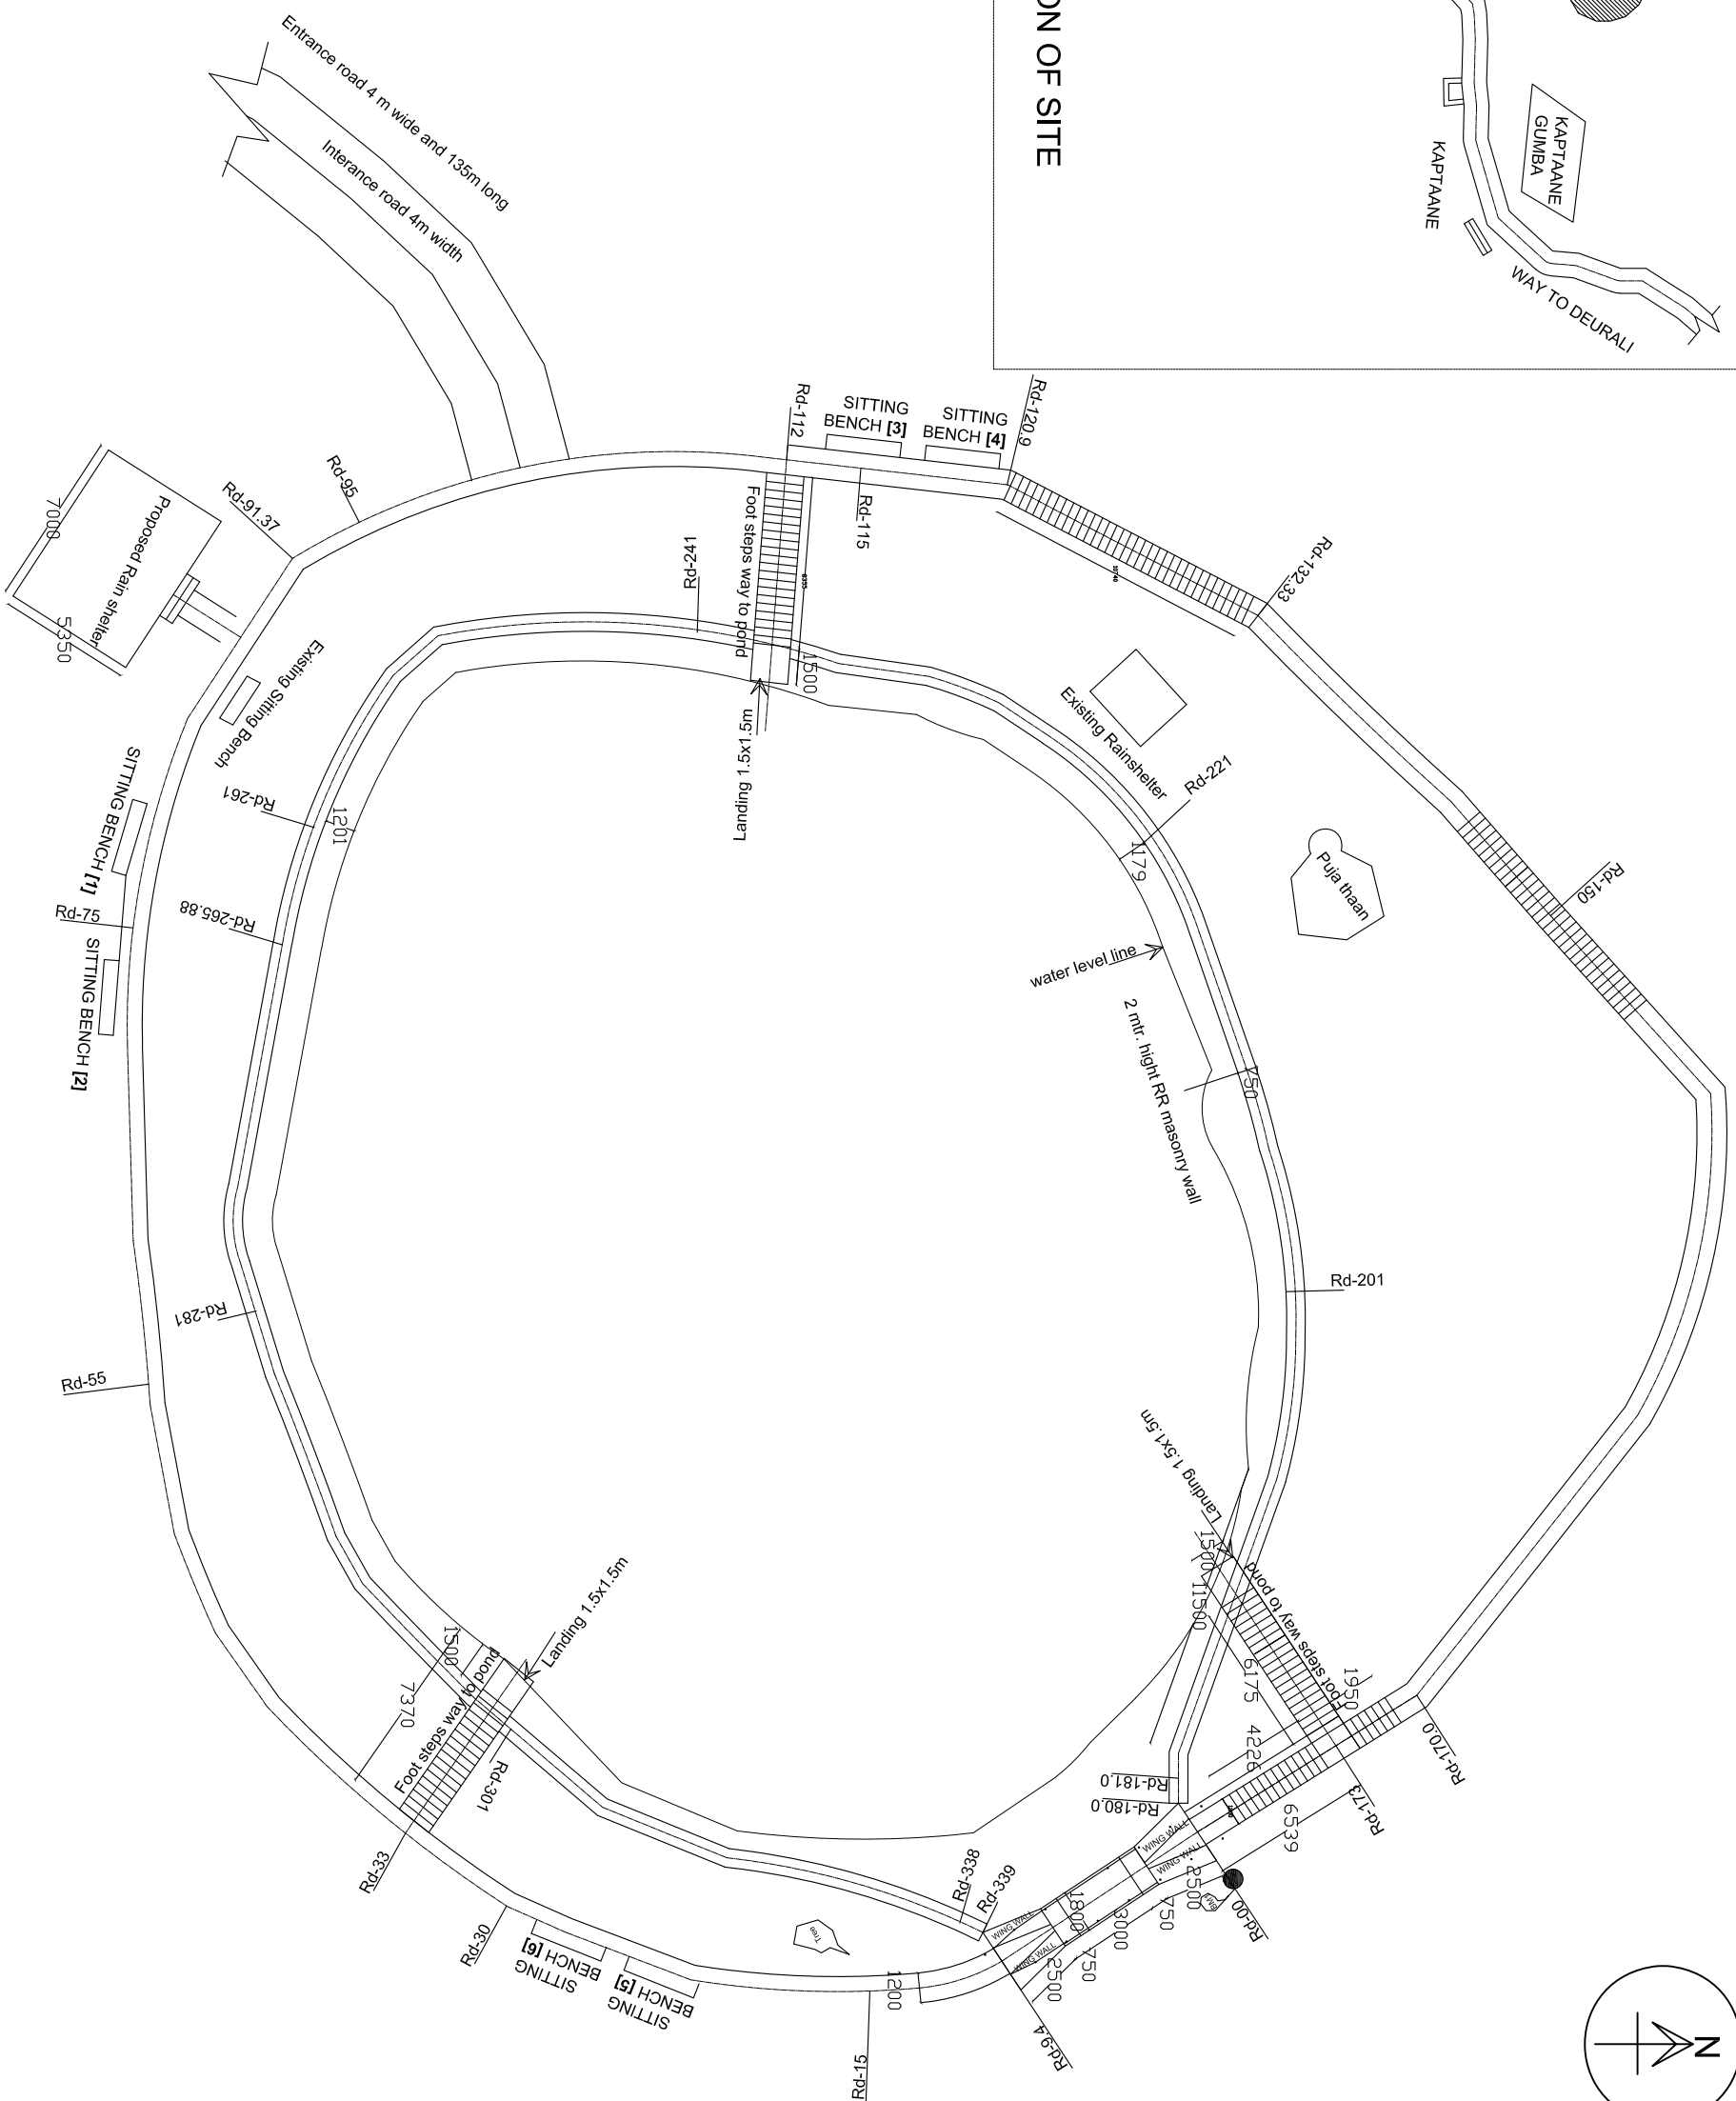 ON OF SITE
KAPTAANE
GUMBA
KAPTAANE
WAY TO DEURALI
Entrance road 4 m wide and 135m long
Interance road 4m width
Rd-112
SITTING
BENCH [3]
SITTING
BENCH [4]
Rd-120.9
Rd-95
Rd-91.37
7000
Proposed Rain shelter
5350
Foot steps way to pond
Rd-115
Rd-241
Rd-132.33
1500
Landing 1.5x1.5m
Existing Sitting Bench
Existing Rainshelter
Rd-221
SITTING BENCH [1]
Rd-261
1201
1179
Puja thaan
Rd-150
Rd-75
Rd-265.88
SITTING BENCH [2]
water level line
2 mtr. hight RR masonry wall
750
Rd-201
Rd-281
Rd-55
Landing 1.5x1.5m
1500
11500
Foot steps way to pond
6175
1950
4226
Landing 1.5x1.5m
1500
7370
Foot steps way to pond
Rd-301
Rd-33
Rd-170.0
Rd-173
Rd-181.0
Rd-180.0
6539
WING WALL
WING WALL
2500
BM#
Rd-00
Rd-338
Rd-339
WING WALL
WING WALL
1800
3000
750
750
2500
Tree
Rd-30
SITTING
BENCH [6]
SITTING
BENCH [5]
1200
Rd-15
Rd-9.4
N